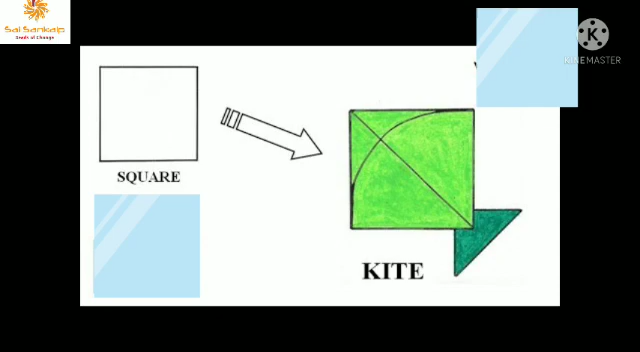 Sai Sankalp
Seeds of Change
K
KINEMASTER
SQUARE
KITE